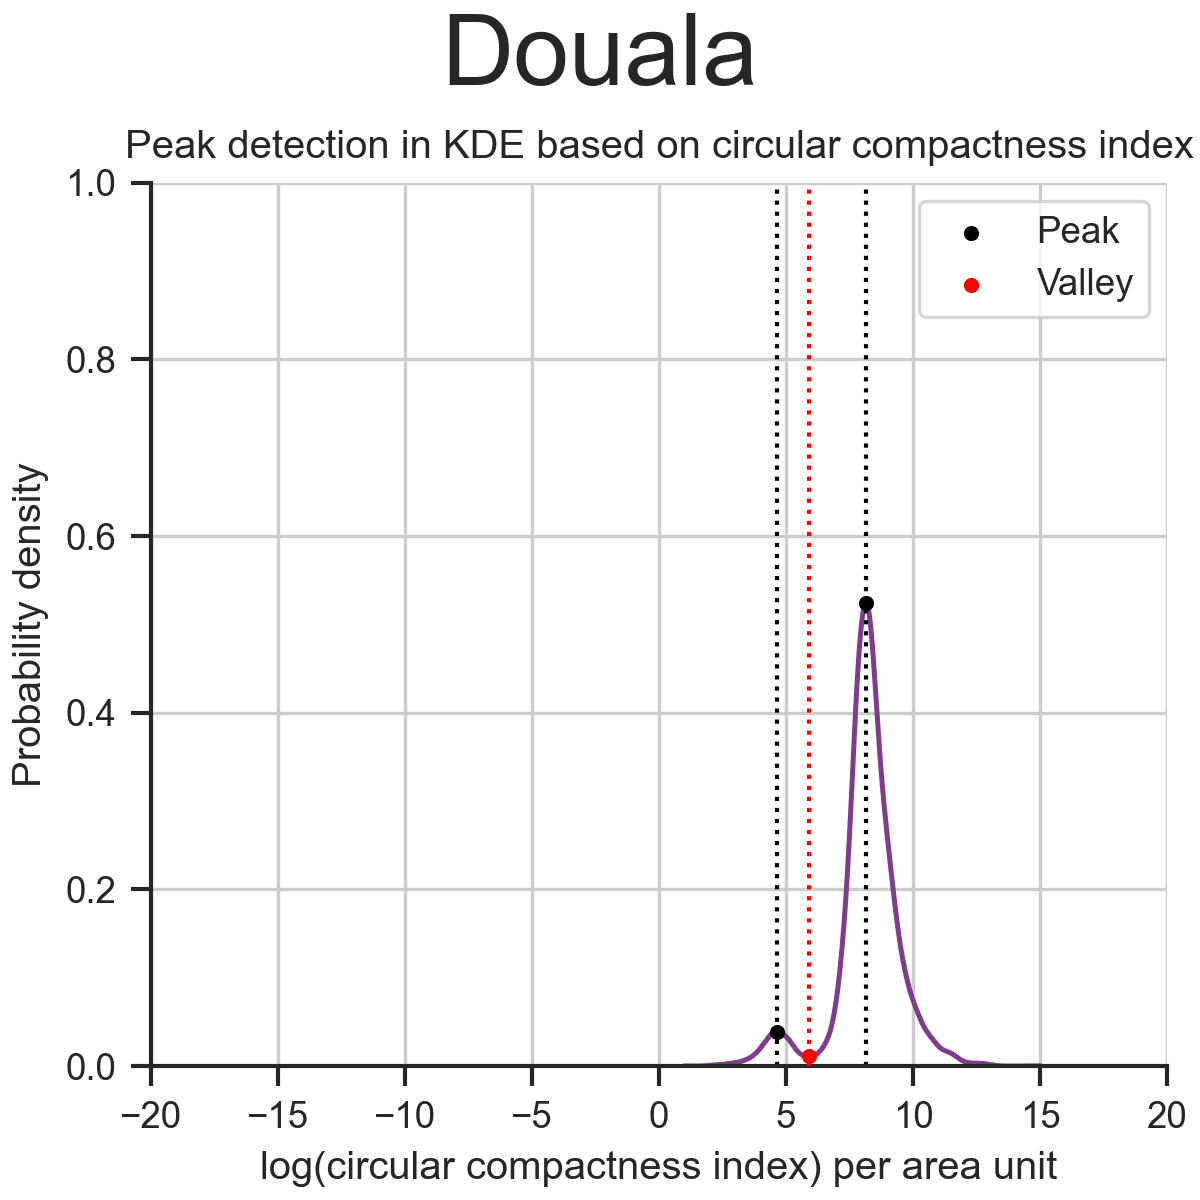 Douala
Peak detection in KDE based on circular compactness index
1.0
0.8
0.6
0.4
0.2
0.0
Probability density
Peak
Valley
−20
−15
−10
−5
0
5
10
15
20
log(circular compactness index) per area unit